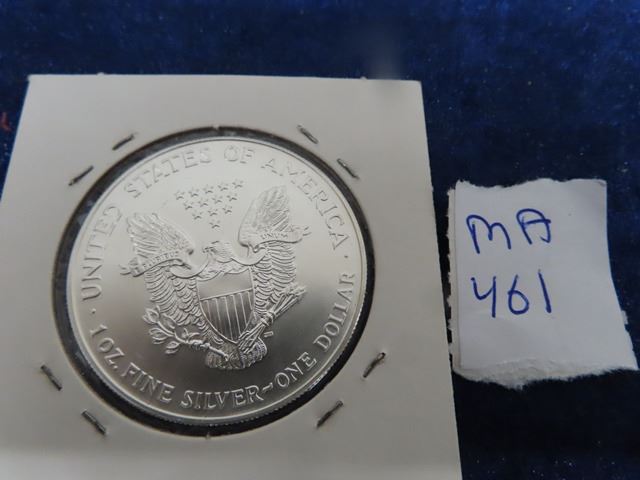 UNITED STATES OF AMERICA
1 OZ. FINE SILVER~ONE DOLLAR
MA
461